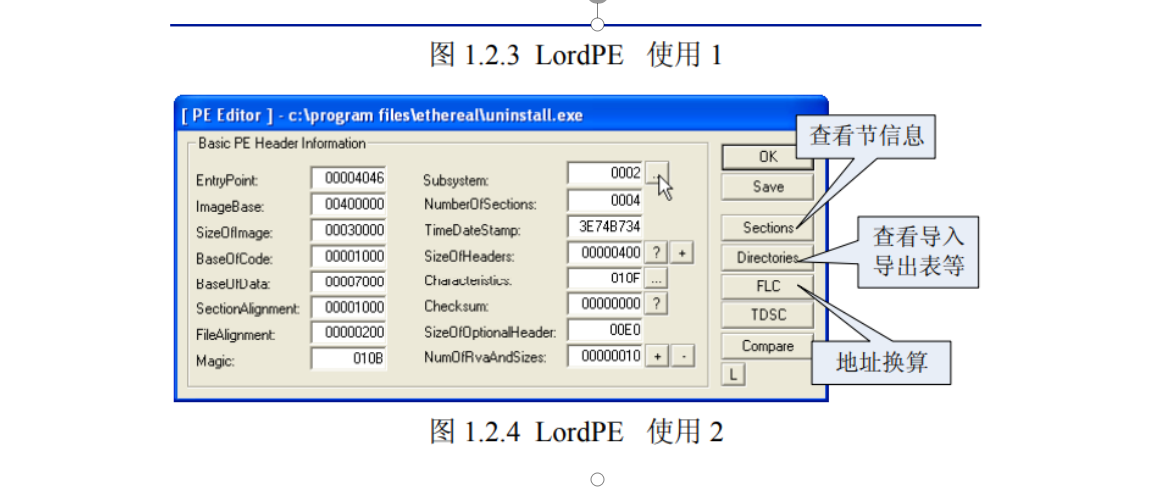 图 1.2.3 LordPE 使用 1
[ PE Editor ] - c:\program files\ethereal\uninstall.exe
Basic PE Header Information
EntryPoint: 00004046
ImageBase: 00400000
SizeOfImage: 00030000
BaseOfCode: 00001000
BaseOfData: 00007000
SectionAlignment: 00001000
FileAlignment: 00000200
Magic: 010B
Subsystem: 0002 ...
NumberOfSections: 0004
TimeDateStamp: 3E74B734
SizeOfHeaders: 00000400 ? +
Characteristics: 010F ...
Checksum: 00000000 ?
SizeOfOptionalHeader: 00E0
NumOfRvaAndSizes: 00000010 + -
OK
Save
Sections
Directories
FLC
TDSC
Compare
L
查看节信息
查看导入
导出表等
地址换算
图 1.2.4 LordPE 使用 2